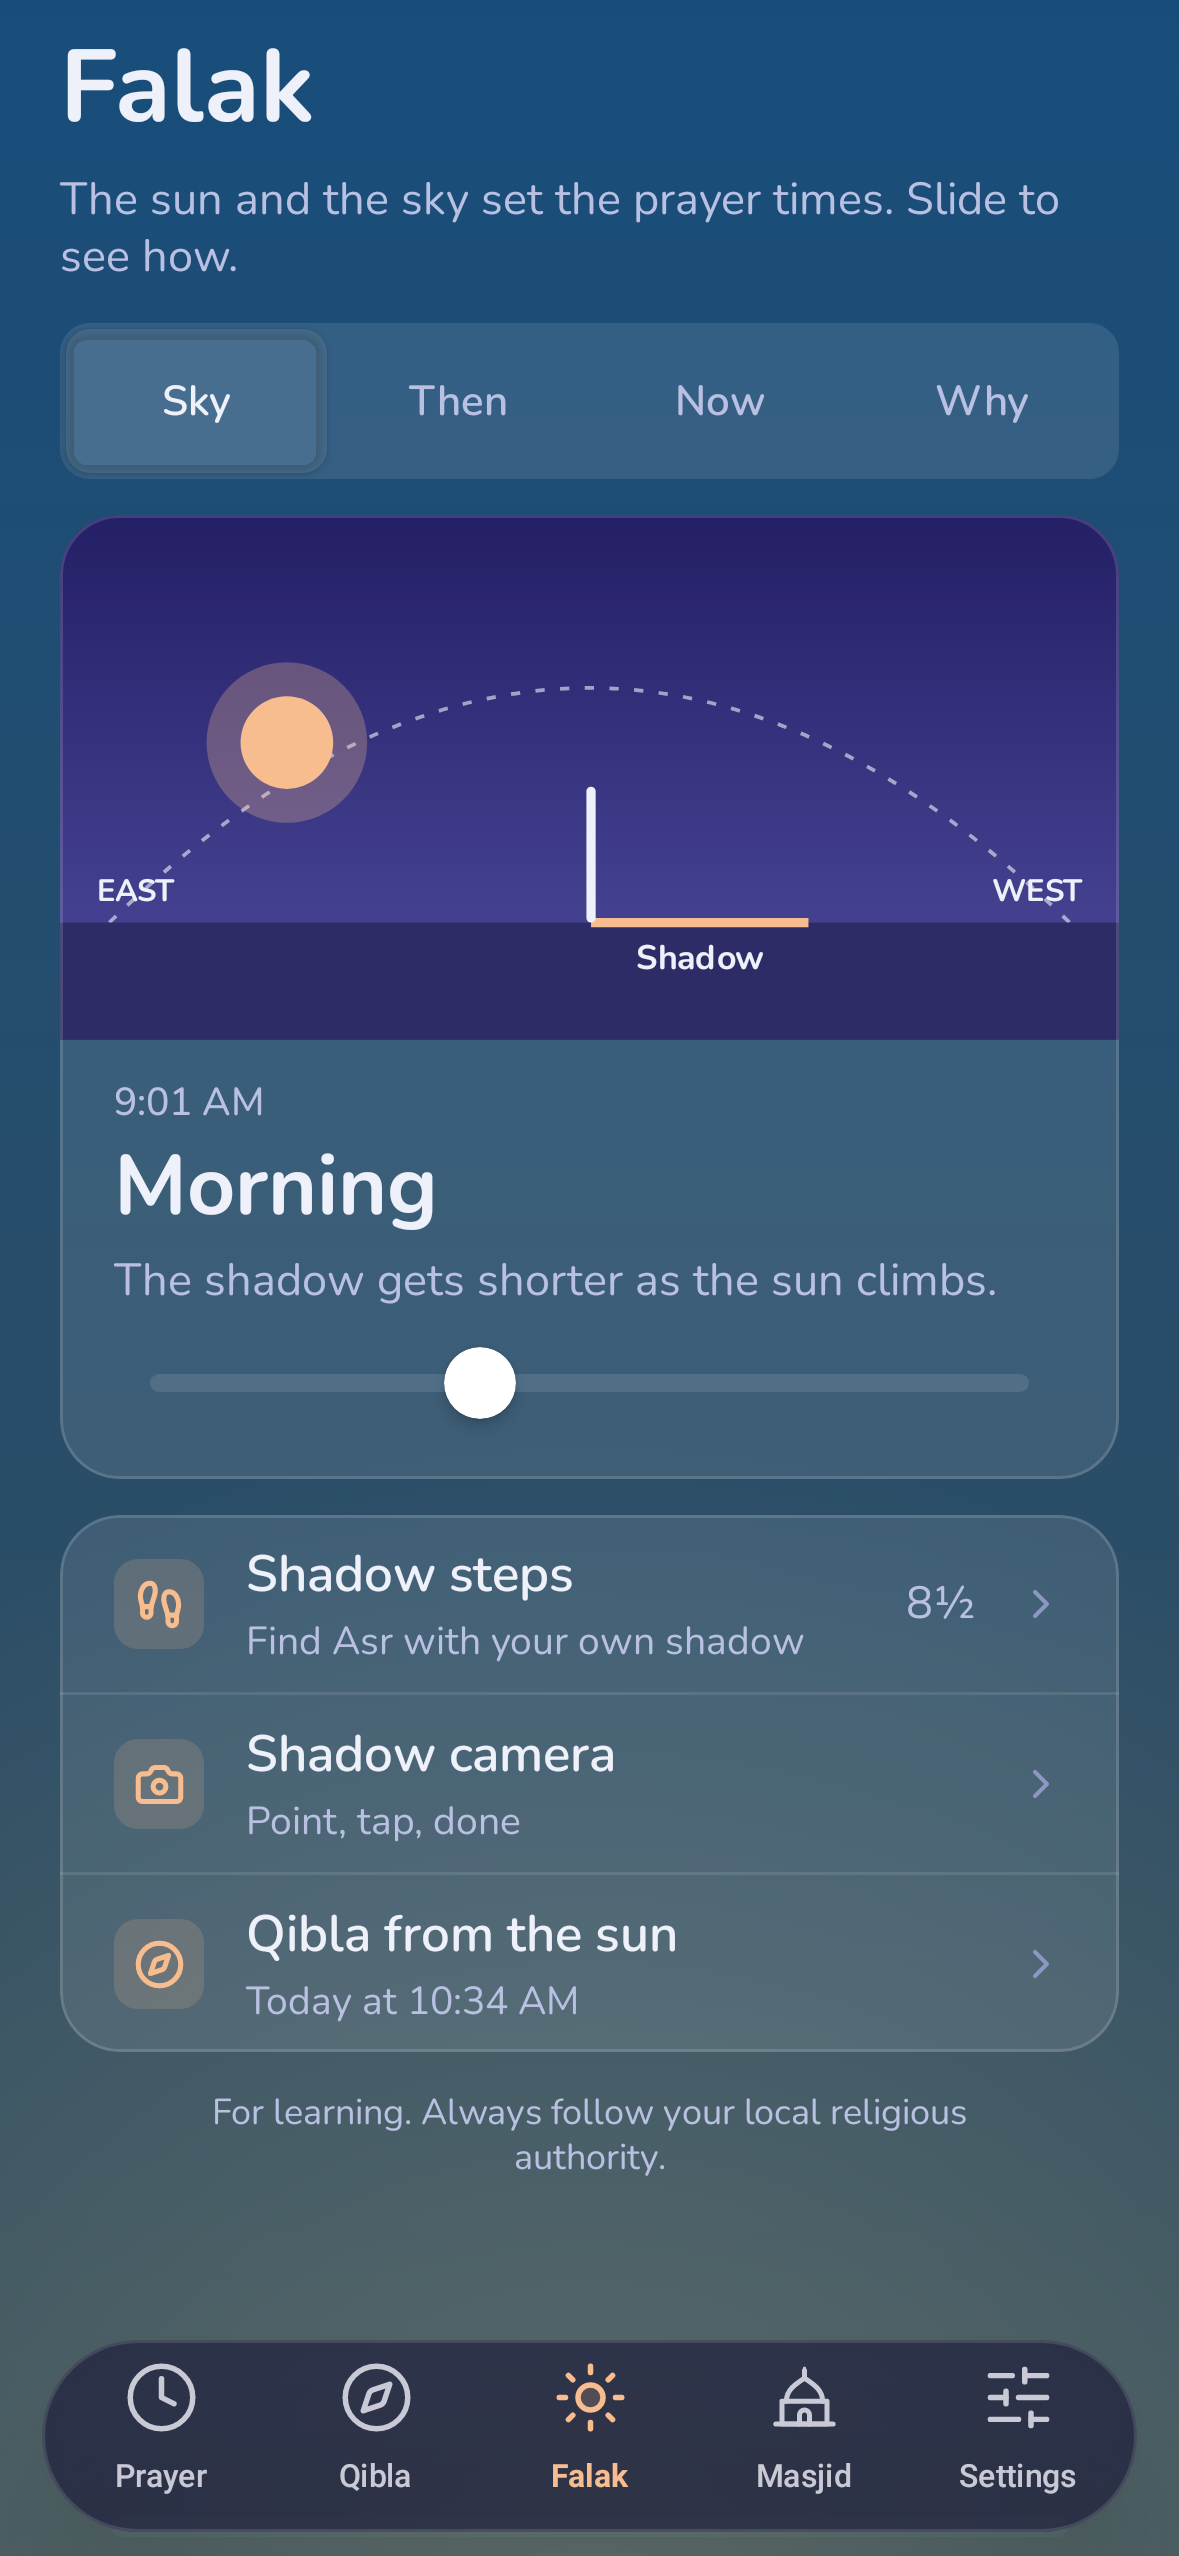 Falak
The sun and the sky set the prayer times. Slide to
see how.
Sky
Then
Now
Why
EAST
WEST
Shadow
9:01 AM
Morning
The shadow gets shorter as the sun climbs.
Shadow steps
Find Asr with your own shadow
8½
Shadow camera
Point, tap, done
Qibla from the sun
Today at 10:34 AM
For learning. Always follow your local religious
authority.
Prayer
Qibla
Falak
Masjid
Settings